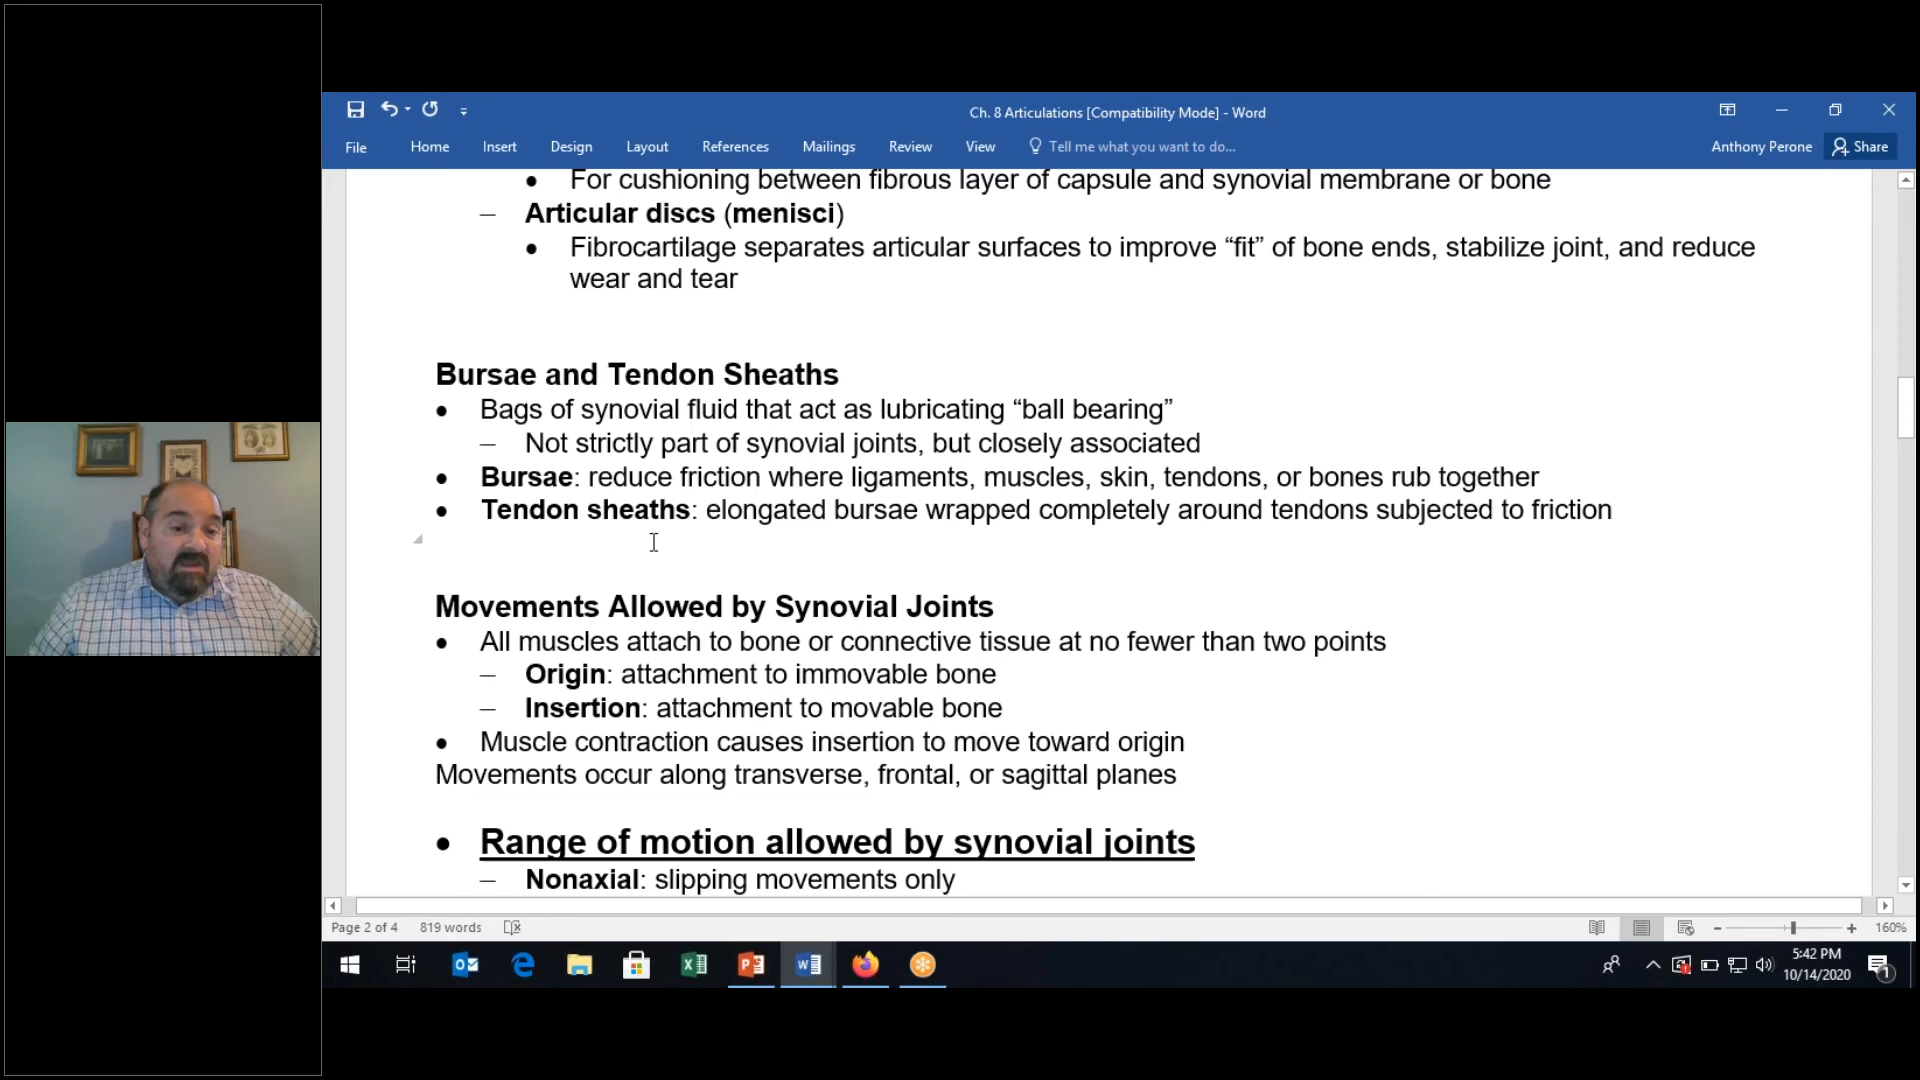 Ch. 8 Articulations [Compatibility Mode] - Word
File Home Insert Design Layout References Mailings Review View Tell me what you want to do... Anthony Perone Share
• For cushioning between fibrous layer of capsule and synovial membrane or bone
– Articular discs (menisci)
• Fibrocartilage separates articular surfaces to improve “fit” of bone ends, stabilize joint, and reduce
wear and tear
Bursae and Tendon Sheaths
• Bags of synovial fluid that act as lubricating “ball bearing”
– Not strictly part of synovial joints, but closely associated
• Bursae: reduce friction where ligaments, muscles, skin, tendons, or bones rub together
• Tendon sheaths: elongated bursae wrapped completely around tendons subjected to friction
Movements Allowed by Synovial Joints
• All muscles attach to bone or connective tissue at no fewer than two points
– Origin: attachment to immovable bone
– Insertion: attachment to movable bone
• Muscle contraction causes insertion to move toward origin
Movements occur along transverse, frontal, or sagittal planes
• Range of motion allowed by synovial joints
– Nonaxial: slipping movements only
Page 2 of 4 819 words 160%
5:42 PM
10/14/2020
1